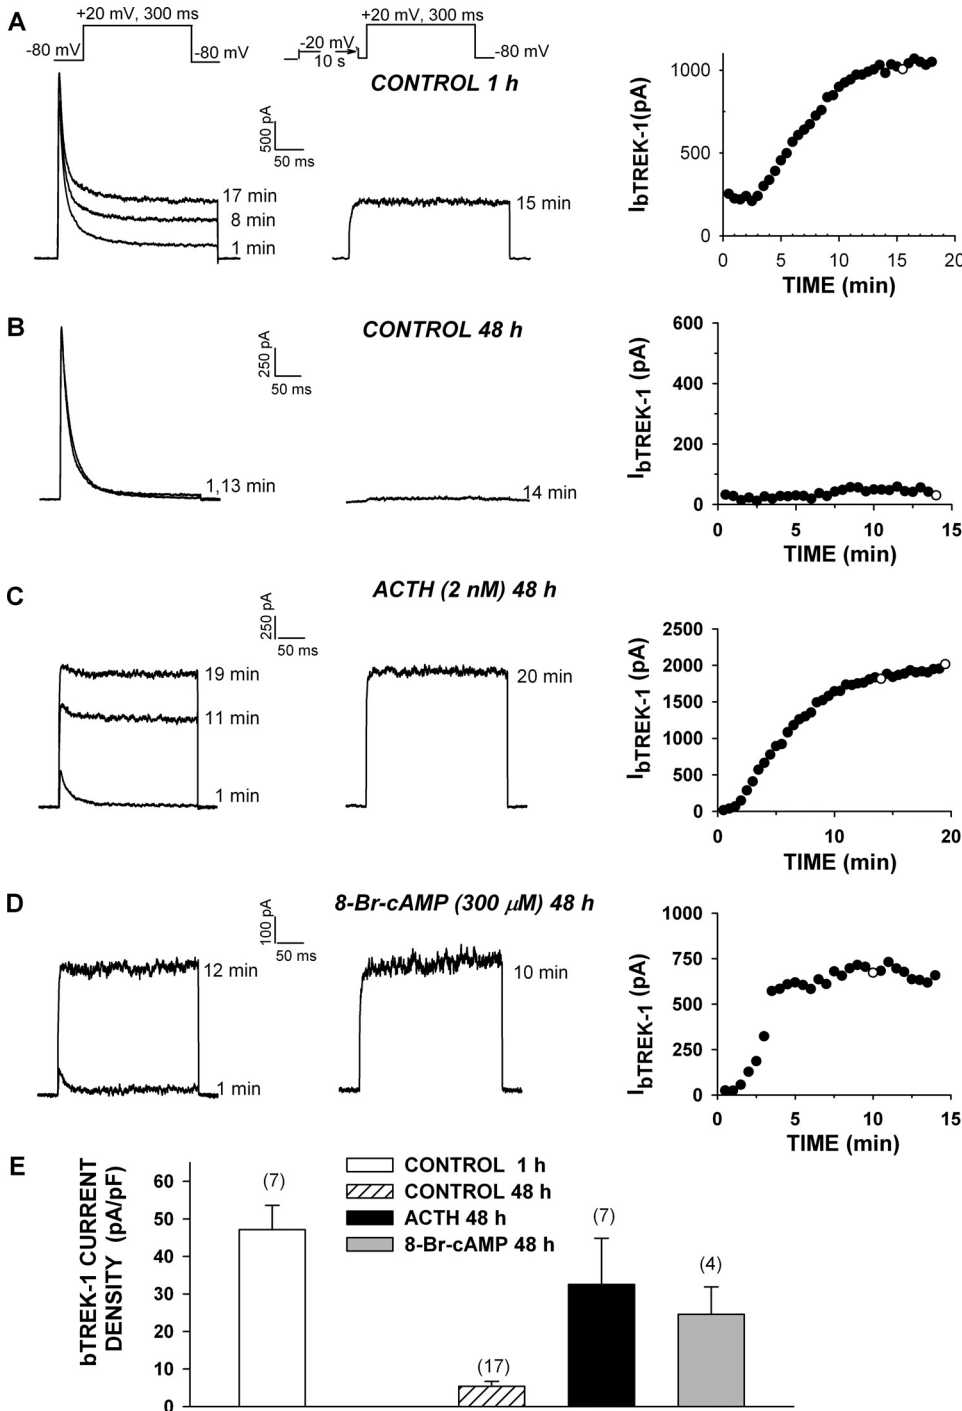 A
+20 mV, 300 ms
-80 mV
-80 mV
+20 mV, 300 ms
-20 mV,
10 s
-80 mV
CONTROL 1 h
500 pA
50 ms
17 min
8 min
1 min
15 min
IbTREK-1(pA)
1000
500
0
0 5 10 15 20
TIME (min)
B
CONTROL 48 h
250 pA
50 ms
1,13 min
14 min
IbTREK-1 (pA)
600
400
200
0
0 5 10 15
TIME (min)
C
ACTH (2 nM) 48 h
250 pA
50 ms
19 min
11 min
1 min
20 min
IbTREK-1 (pA)
2500
2000
1500
1000
500
0
0 10 20
TIME (min)
D
8-Br-cAMP (300 µM) 48 h
100 pA
50 ms
12 min
1 min
10 min
IbTREK-1 (pA)
1000
750
500
250
0
0 5 10 15
TIME (min)
E
bTREK-1 CURRENT
DENSITY (pA/pF)
60
50
40
30
20
10
0
(7)
(17)
(7)
(4)
CONTROL 1 h
CONTROL 48 h
ACTH 48 h
8-Br-cAMP 48 h